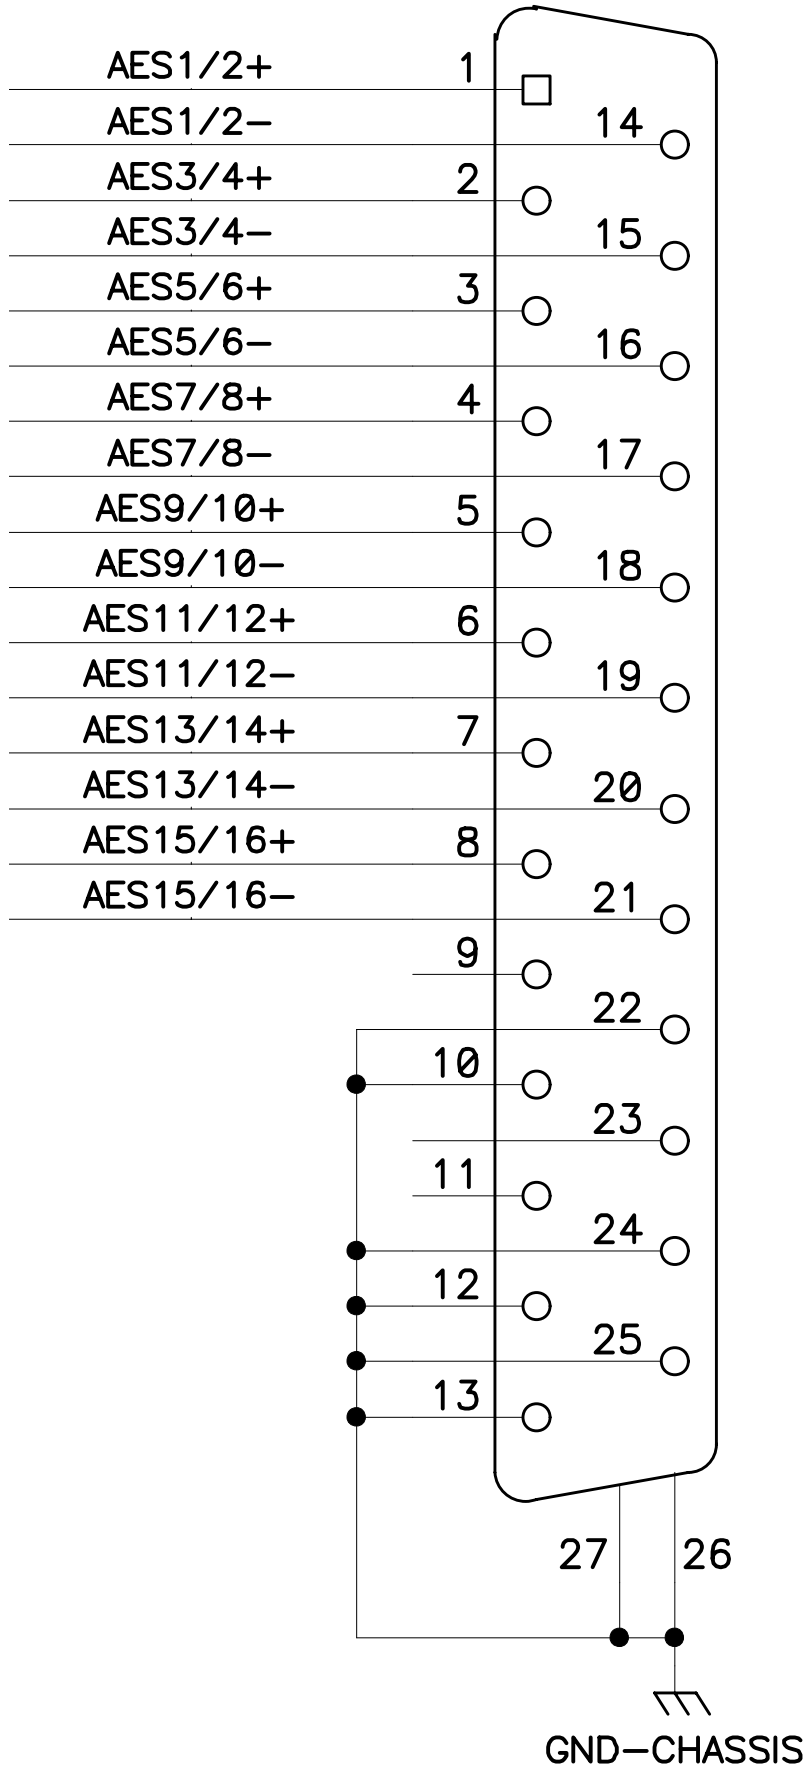 AES1/2+ 1
AES1/2- 14
AES3/4+ 2
AES3/4- 15
AES5/6+ 3
AES5/6- 16
AES7/8+ 4
AES7/8- 17
AES9/10+ 5
AES9/10- 18
AES11/12+ 6
AES11/12- 19
AES13/14+ 7
AES13/14- 20
AES15/16+ 8
AES15/16- 21
9
22
10
23
11
24
12
25
13
27 26
GND-CHASSIS